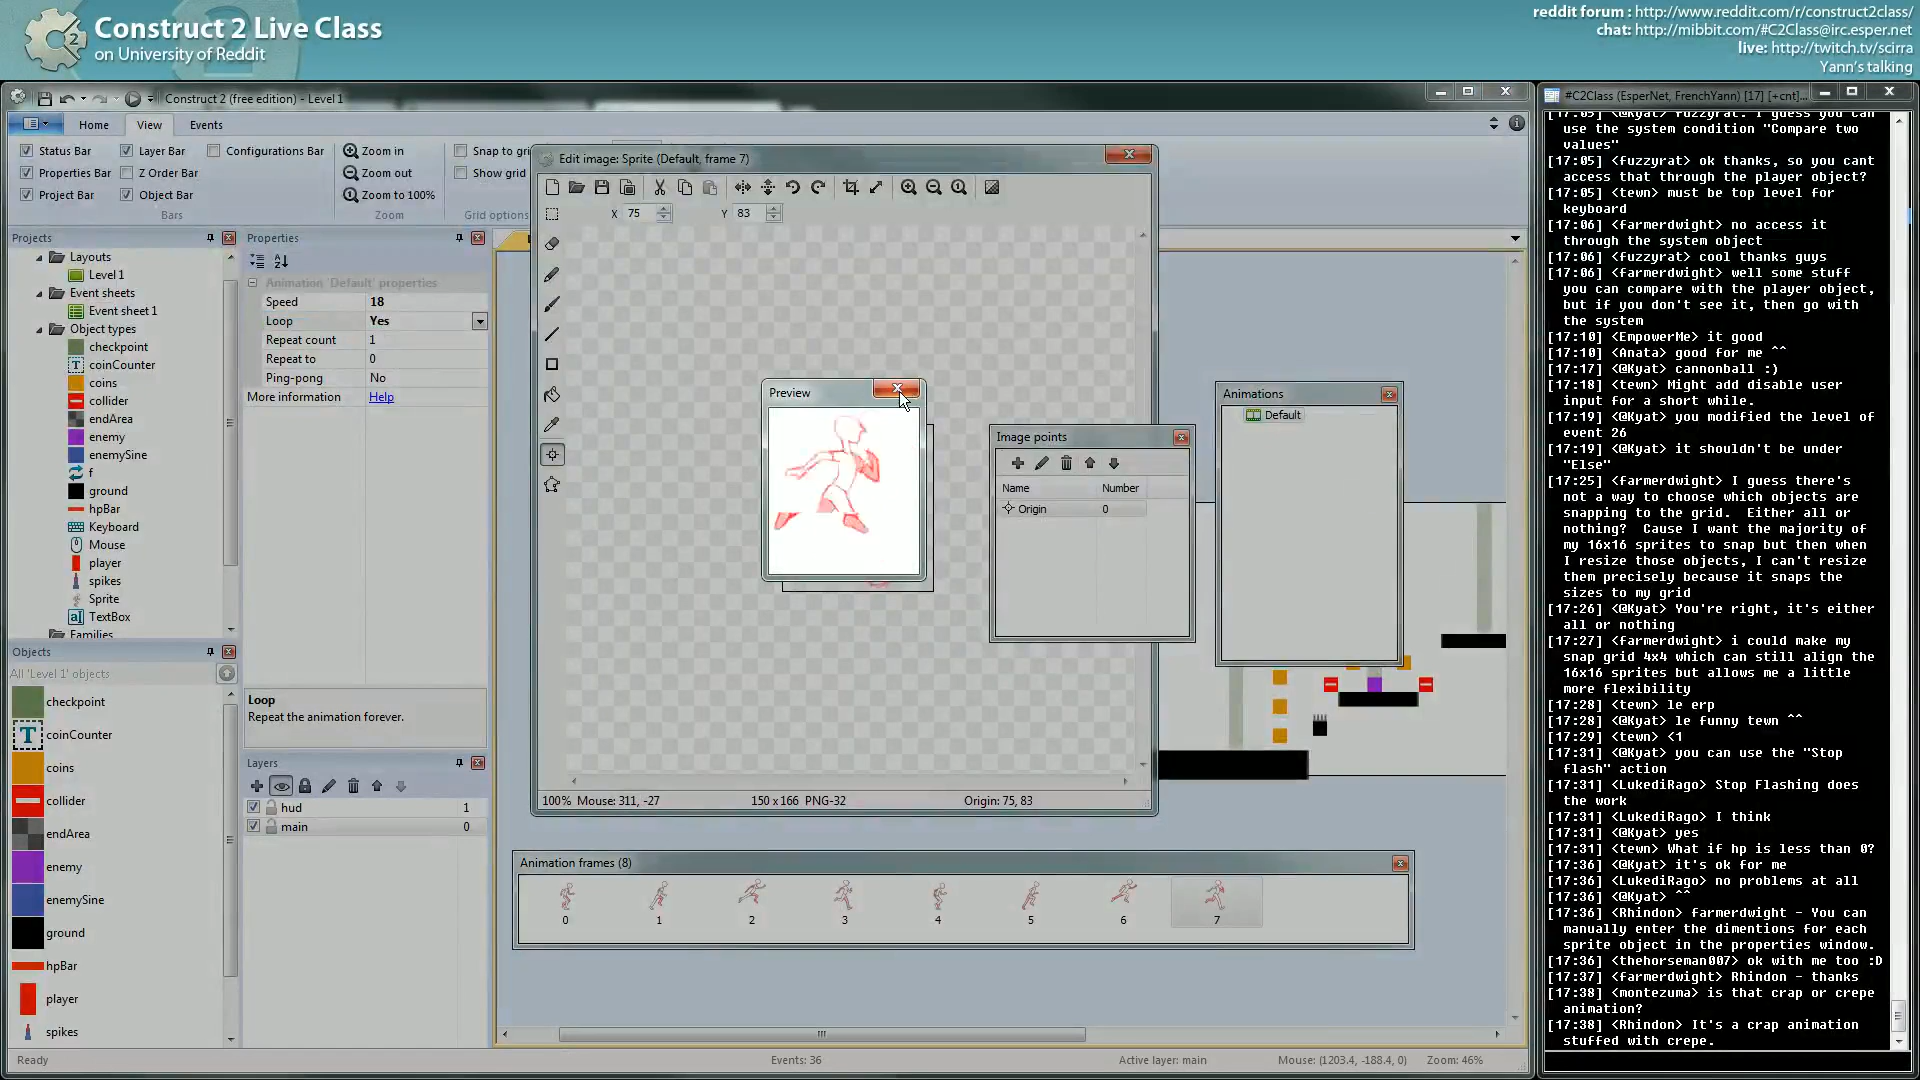 Construct 2 Live Class
on University of Reddit
reddit forum : http://www.reddit.com/r/construct2class/
chat: http://mibbit.com/#C2Class@irc.esper.net
live: http://twitch.tv/scirra
Yann's talking
Construct 2 (free edition) - Level 1
Home View Events
Status Bar Layer Bar Configurations Bar
Properties Bar Z Order Bar
Project Bar Object Bar
Bars
Zoom in
Zoom out
Zoom to 100%
Zoom
Snap to gri
Show grid
Grid options
Projects
Layouts
Level 1
Event sheets
Event sheet 1
Object types
checkpoint
coinCounter
coins
collider
endArea
enemy
enemySine
f
ground
hpBar
Keyboard
Mouse
player
spikes
Sprite
TextBox
Families
Properties
Animation 'Default' properties
Speed 18
Loop Yes
Repeat count 1
Repeat to 0
Ping-pong No
More information Help
Loop
Repeat the animation forever.
Objects
All 'Level 1' objects
checkpoint
coinCounter
coins
collider
endArea
enemy
enemySine
ground
hpBar
player
spikes
Layers
hud 1
main 0
Edit image: Sprite (Default, frame 7)
X 75 Y 83
Preview
Image points
Name Number
Origin 0
Animations
Default
100% Mouse: 311, -27 150 x 166 PNG-32 Origin: 75, 83
Animation frames (8)
0 1 2 3 4 5 6 7
Ready Events: 36 Active layer: main Mouse: (1203.4, -188.4, 0) Zoom: 46%
#C2Class (EsperNet, FrenchYann) [17] [+cnt]...
[17:05] <@Kyat> fuzzyrat: I guess you can
use the system condition "Compare two
values"
[17:05] <fuzzyrat> ok thanks, so you cant
access that through the player object?
[17:05] <tewn> must be top level for
keyboard
[17:06] <farmerdwight> no access it
through the system object
[17:06] <fuzzyrat> cool thanks guys
[17:06] <farmerdwight> well some stuff
you can compare with the player object,
but if you don't see it, then go with
the system
[17:10] <EmpowerMe> it good
[17:10] <Anata> good for me ^^
[17:17] <@Kyat> cannonball :)
[17:18] <tewn> Might add disable user
input for a short while.
[17:19] <@Kyat> you modified the level of
event 26
[17:19] <@Kyat> it shouldn't be under
"Else"
[17:25] <farmerdwight> I guess there's
not a way to choose which objects are
snapping to the grid.  Either all or
nothing?  Cause I want the majority of
my 16x16 sprites to snap but then when
I resize those objects, I can't resize
them precisely because it snaps the
sizes to my grid
[17:26] <@Kyat> You're right, it's either
all or nothing
[17:27] <farmerdwight> i could make my
snap grid 4x4 which can still align the
16x16 sprites but allows me a little
more flexibility
[17:28] <tewn> le erp
[17:28] <@Kyat> le funny tewn ^^
[17:29] <tewn> <1
[17:31] <@Kyat> you can use the "Stop
flash" action
[17:31] <LukediRago> Stop Flashing does
the work
[17:31] <LukediRago> I think
[17:31] <@Kyat> yes
[17:31] <tewn> What if hp is less than 0?
[17:36] <@Kyat> it's ok for me
[17:36] <LukediRago> no problems at all
[17:36] <@Kyat> ^^
[17:36] <Rhindon> farmerdwight - You can
manually enter the dimentions for each
sprite object in the properties window.
[17:36] <thehorseman007> ok with me too :D
[17:37] <farmerdwight> Rhindon - thanks
[17:38] <montezuma> is that crap or crepe
animation?
[17:38] <Rhindon> It's a crap animation
stuffed with crepe.